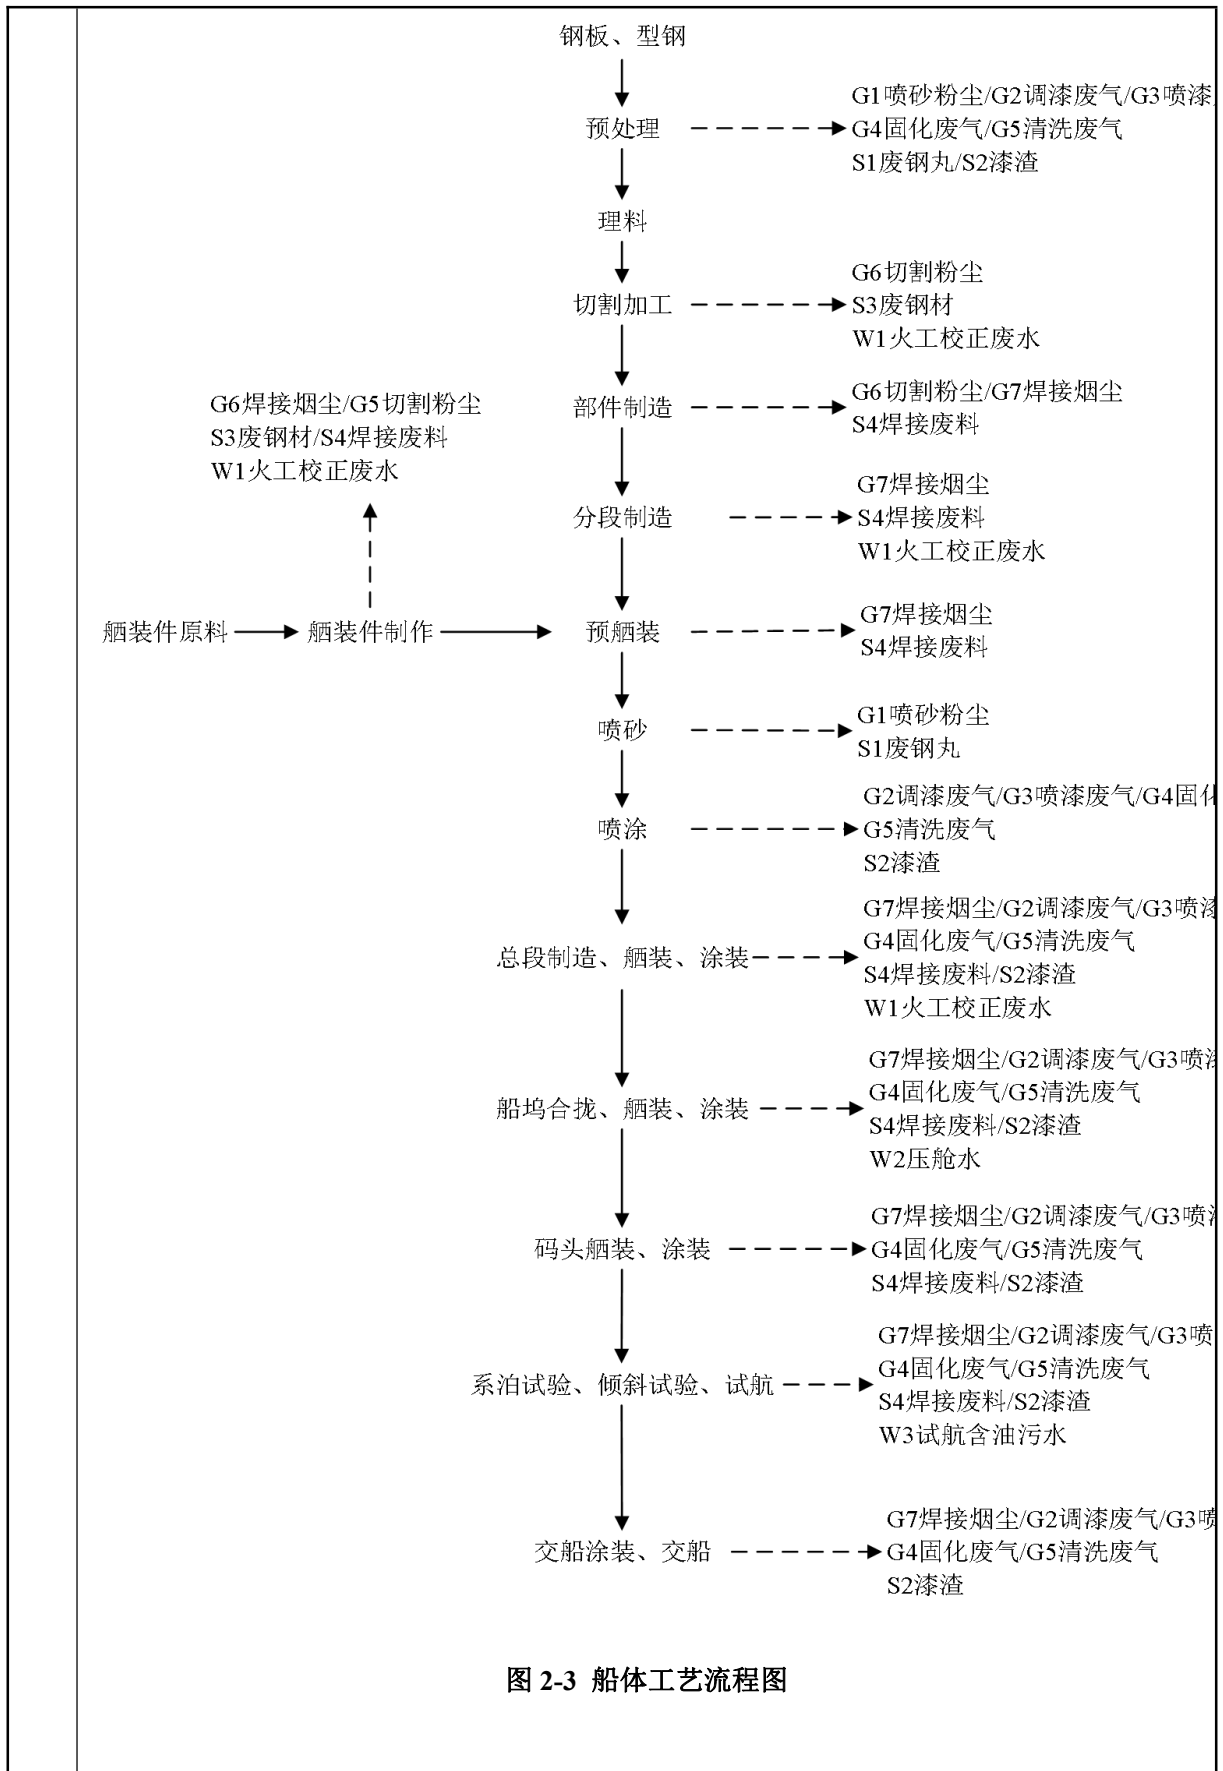 钢板、型钢
G1喷砂粉尘/G2调漆废气/G3喷漆
预处理
G4固化废气/G5清洗废气
S1废钢丸/S2漆渣
理料
G6切割粉尘
切割加工
S3废钢材
W1火工校正废水
G6切割粉尘/G7焊接烟尘
部件制造
S4焊接废料
G6焊接烟尘/G5切割粉尘
S3废钢材/S4焊接废料
W1火工校正废水
G7焊接烟尘
分段制造
S4焊接废料
W1火工校正废水
舾装件原料
舾装件制作
预舾装
G7焊接烟尘
S4焊接废料
喷砂
G1喷砂粉尘
S1废钢丸
G2调漆废气/G3喷漆废气/G4固化
喷涂
G5清洗废气
S2漆渣
G7焊接烟尘/G2调漆废气/G3喷漆
G4固化废气/G5清洗废气
总段制造、舾装、涂装
S4焊接废料/S2漆渣
W1火工校正废水
G7焊接烟尘/G2调漆废气/G3喷漆
G4固化废气/G5清洗废气
船坞合拢、舾装、涂装
S4焊接废料/S2漆渣
W2压舱水
G7焊接烟尘/G2调漆废气/G3喷
码头舾装、涂装
G4固化废气/G5清洗废气
S4焊接废料/S2漆渣
G7焊接烟尘/G2调漆废气/G3喷
G4固化废气/G5清洗废气
系泊试验、倾斜试验、试航
S4焊接废料/S2漆渣
W3试航含油污水
G7焊接烟尘/G2调漆废气/G3喷
交船涂装、交船
G4固化废气/G5清洗废气
S2漆渣
图 2-3 船体工艺流程图